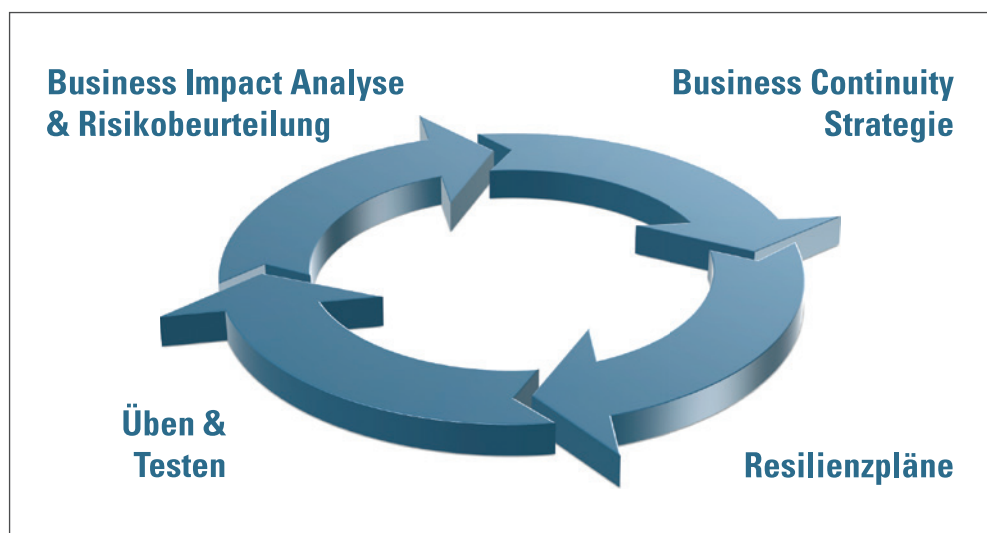 Business Impact Analyse
& Risikobeurteilung
Business Continuity
Strategie
Üben &
Testen
Resilienzpläne